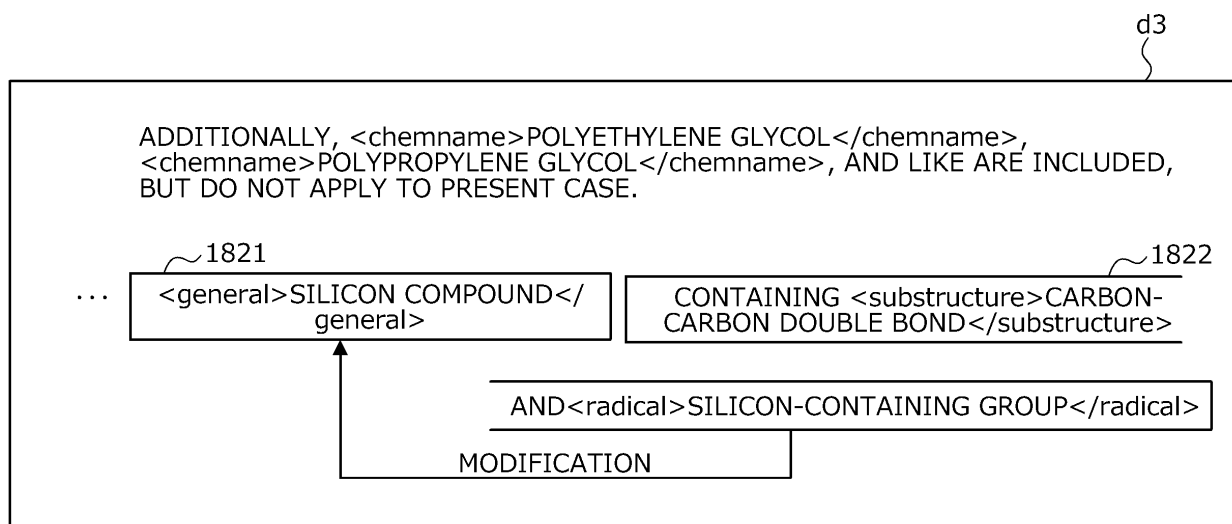 d3
ADDITIONALLY, <chemname>POLYETHYLENE GLYCOL</chemname>,
<chemname>POLYPROPYLENE GLYCOL</chemname>, AND LIKE ARE INCLUDED,
BUT DO NOT APPLY TO PRESENT CASE.
1821
1822
...
<general>SILICON COMPOUND</
general>
CONTAINING <substructure>CARBON-
CARBON DOUBLE BOND</substructure>
AND<radical>SILICON-CONTAINING GROUP</radical>
MODIFICATION